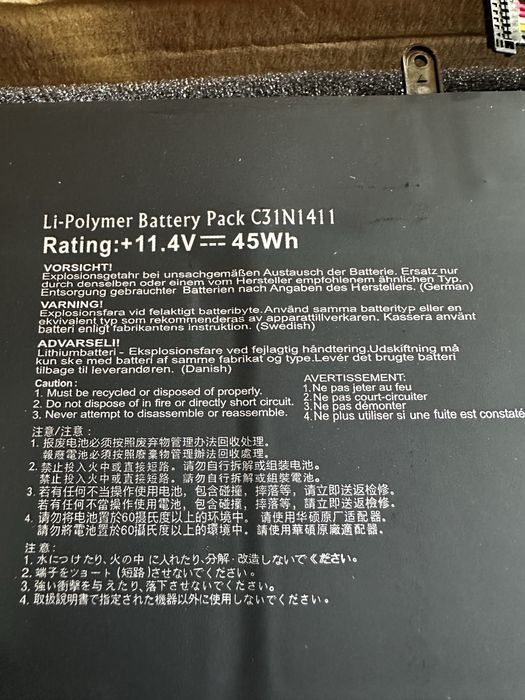 Li-Polymer Battery Pack C31N1411
Rating:+11.4V⎓ 45Wh
VORSICHT!
Explosionsgetahr bei unsachgemäßen Austausch der Batterie. Ersatz nur
durch denselben oder einem vom Hersteller empfohlenem ähnlichen Typ.
Entsorgung gebrauchter Batterien nach Angaben des Herstellers. (German)
VARNING!
Explosionsfara vid felaktigt batteribyte.Använd samma batterityp eller en
ekvivalent typ som rekommenderas av apparattillverkaren. Kassera använt
batteri enligt fabrikantens instruktion. (Swedish)
ADVARSELI!
Lithiumbatteri - Eksplosionsfare ved fejlagtig håndtering.Udskiftning må
kun ske med batteri af samme fabrikat og type.Levér det brugte batteri
tilbage til leverandøren. (Danish)
Caution:
1. Must be recycled or disposed of properly.
2. Do not dispose of in fire or directly short circuit.
3. Never attempt to disassemble or reassemble.
AVERTISSEMENT:
1.Ne pas jeter au feu
2.Ne pas court-circuiter
3.Ne pas démonter
4.Ne plus utiliser si une fuite est constaté
注意/注意:
1. 报废电池必须按照废弃物管理办法回收处理。
報廢電池必須按照廢棄物管理辦法回收處理。
2. 禁止投入火中或直接短路。请勿自行拆解或组装电池。
禁止投入火中或直接短路。請勿自行拆解或組裝電池。
3. 若有任何不当操作使用电池，包含碰撞，摔落等，请立即送返检修。
若有任何不當操作使用電池，包含碰撞，摔落等，請立即送返檢修。
4. 请勿将电池置於60摄氏度以上的环境中。请使用华硕原厂适配器。
請勿將電池置於60攝氏度以上的環境中。請使用華碩原廠適配器。
注意:
1. 水につけたり、火の中に入れたり、分解・改造しないでください。
2. 端子をショート（短路）させないでください。
3. 強い衝撃を与えたり、落下させないでください。
4. 取扱説明書で指定された機器以外に使用しないでください。